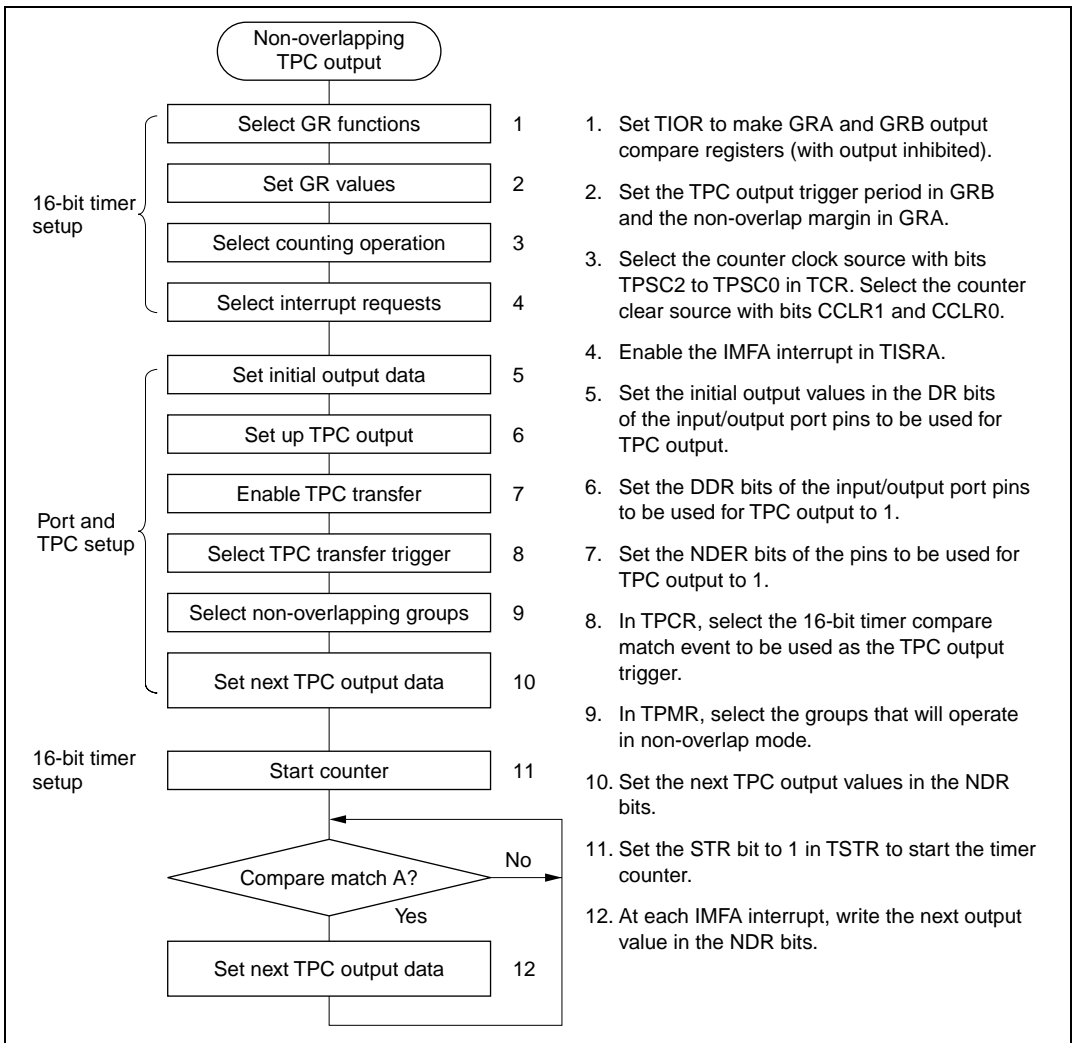 Non-overlapping
TPC output
16-bit timer
setup
Select GR functions 1
Set GR values 2
Select counting operation 3
Select interrupt requests 4
Port and
TPC setup
Set initial output data 5
Set up TPC output 6
Enable TPC transfer 7
Select TPC transfer trigger 8
Select non-overlapping groups 9
Set next TPC output data 10
16-bit timer
setup
Start counter 11
Compare match A?
No
Yes
Set next TPC output data 12
1. Set TIOR to make GRA and GRB output
compare registers (with output inhibited).
2. Set the TPC output trigger period in GRB
and the non-overlap margin in GRA.
3. Select the counter clock source with bits
TPSC2 to TPSC0 in TCR. Select the counter
clear source with bits CCLR1 and CCLR0.
4. Enable the IMFA interrupt in TISRA.
5. Set the initial output values in the DR bits
of the input/output port pins to be used for
TPC output.
6. Set the DDR bits of the input/output port pins
to be used for TPC output to 1.
7. Set the NDER bits of the pins to be used for
TPC output to 1.
8. In TPCR, select the 16-bit timer compare
match event to be used as the TPC output
trigger.
9. In TPMR, select the groups that will operate
in non-overlap mode.
10. Set the next TPC output values in the NDR
bits.
11. Set the STR bit to 1 in TSTR to start the timer
counter.
12. At each IMFA interrupt, write the next output
value in the NDR bits.